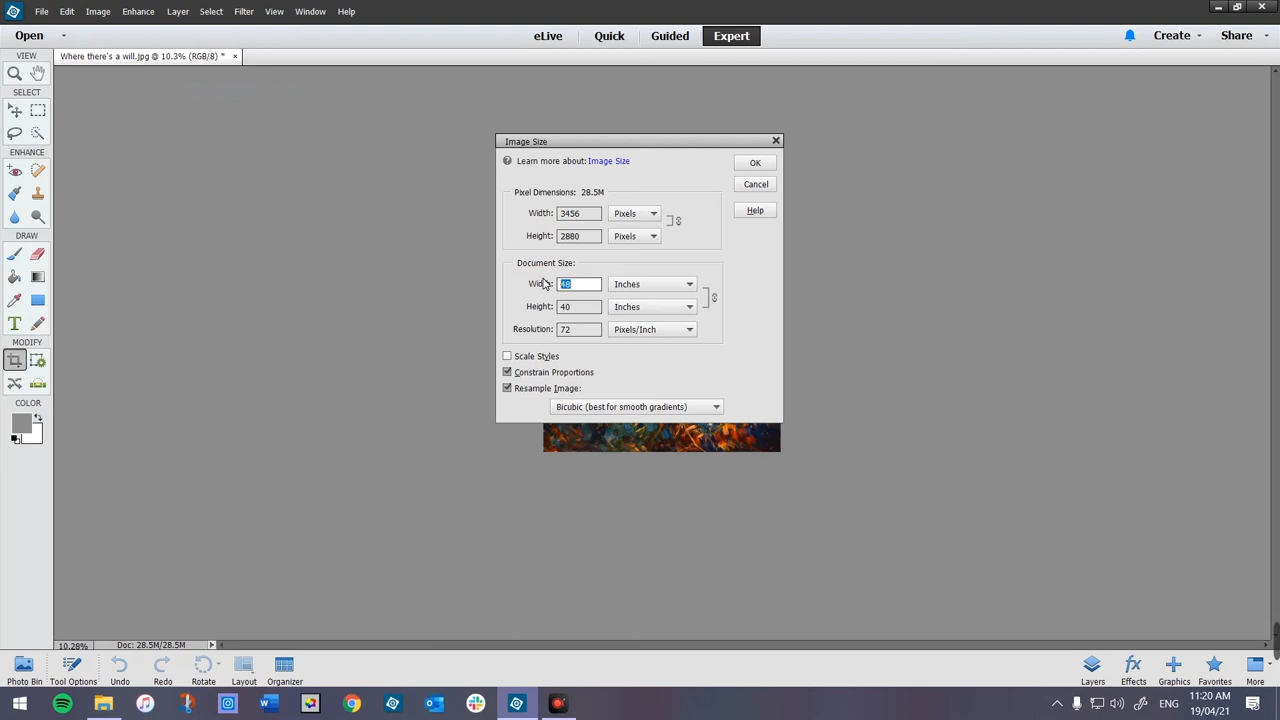 File Edit Image Enhance Layer Select Filter View Window Help
Open eLive Quick Guided Expert Create Share
Where there's a will.jpg @ 10.3% (RGB/8) * ×
VIEW
SELECT
ENHANCE
DRAW
T
MODIFY
COLOR
Image Size
Learn more about: Image Size
OK
Pixel Dimensions: 28.5M
Cancel
Width: 3456 Pixels
Help
Height: 2880 Pixels
Document Size:
Width: 48 Inches
Height: 40 Inches
Resolution: 72 Pixels/Inch
Scale Styles
Constrain Proportions
Resample Image:
Bicubic (best for smooth gradients)
10.28% Doc: 28.5M/28.5M
Photo Bin Tool Options Undo Redo Rotate Layout Organizer Layers Effects Graphics Favorites More
ENG 11:20 AM
19/04/21